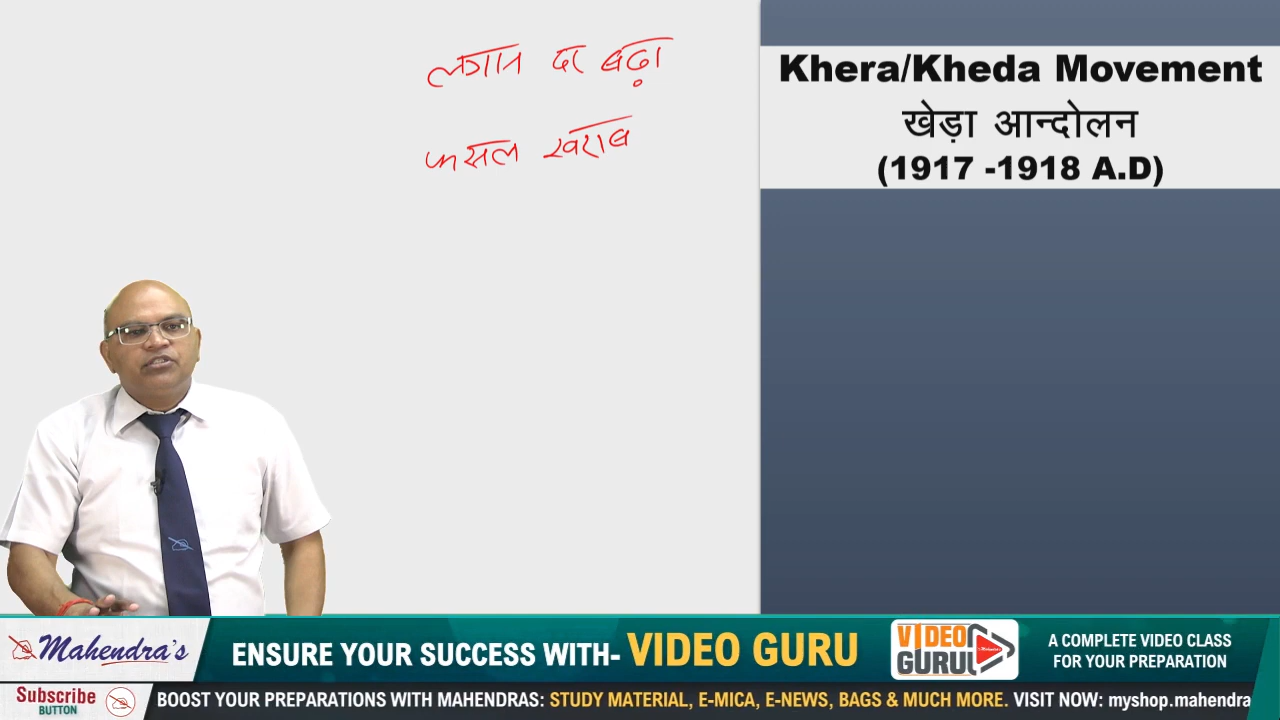 लगान दर बढ़ा
फसल खराब
Khera/Kheda Movement
खेड़ा आन्दोलन
(1917 -1918 A.D)
Mahendra's
ENSURE YOUR SUCCESS WITH- VIDEO GURU
VIDEO
GURU
A COMPLETE VIDEO CLASS
FOR YOUR PREPARATION
Subscribe
BUTTON
BOOST YOUR PREPARATIONS WITH MAHENDRAS: STUDY MATERIAL, E-MICA, E-NEWS, BAGS & MUCH MORE. VISIT NOW: myshop.mahendra